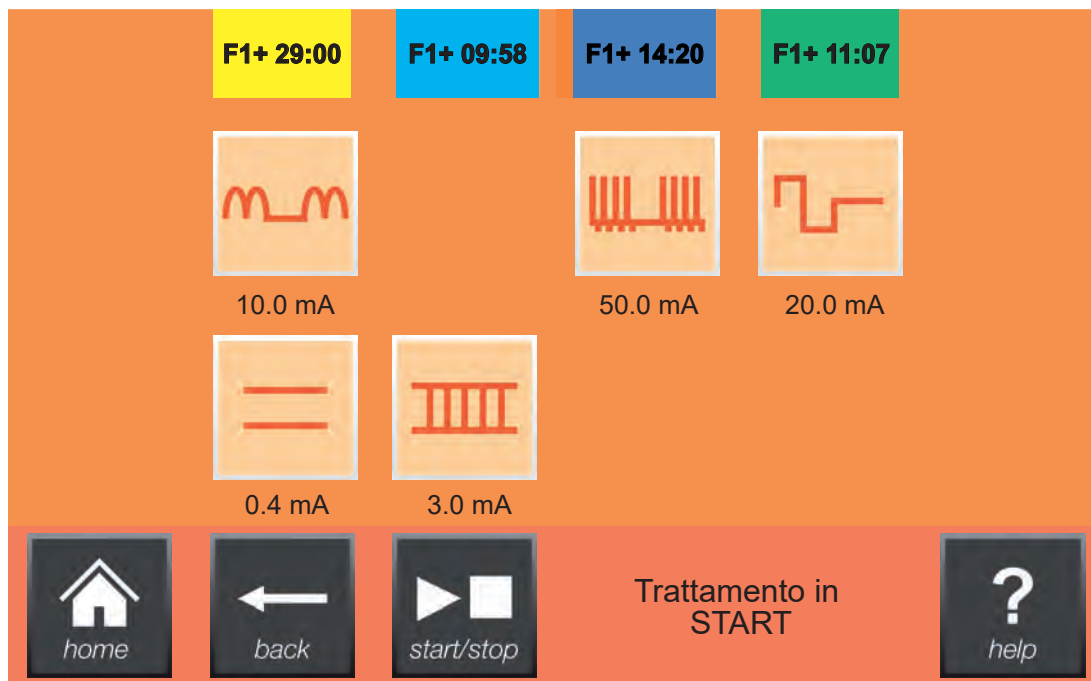 F1+ 29:00
F1+ 09:58
F1+ 14:20
F1+ 11:07
10.0 mA
50.0 mA
20.0 mA
0.4 mA
3.0 mA
home
back
start/stop
Trattamento in
START
?
help